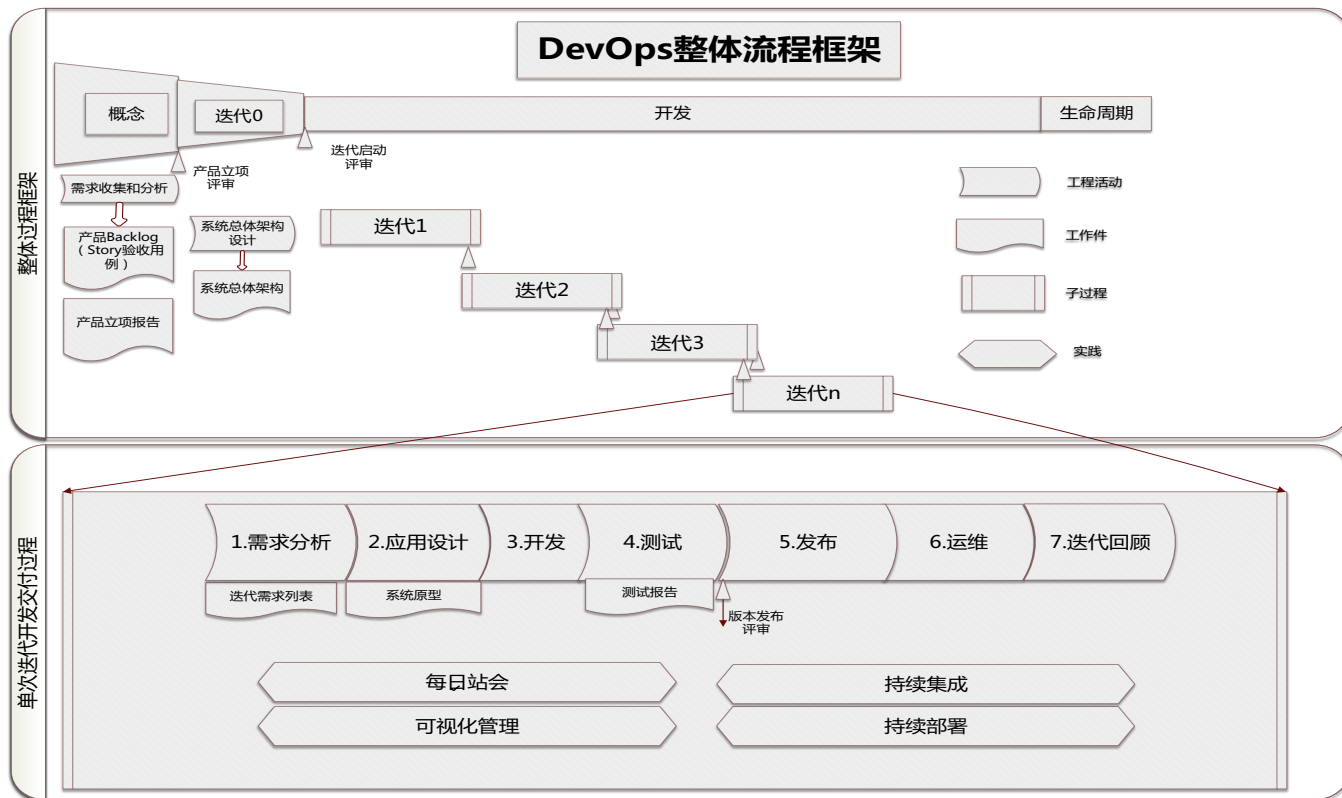 DevOps整体流程框架
整体过程框架
概念
迭代0
开发
生命周期
产品立项
评审
迭代启动
评审
需求收集和分析
产品Backlog
（Story验收用
例）
产品立项报告
系统总体架构
设计
系统总体架构
迭代1
迭代2
迭代3
迭代n
工程活动
工作件
子过程
实践
单次迭代开发交付过程
1.需求分析
2.应用设计
3.开发
4.测试
5.发布
6.运维
7.迭代回顾
迭代需求列表
系统原型
测试报告
版本发布
评审
每日站会
持续集成
可视化管理
持续部署